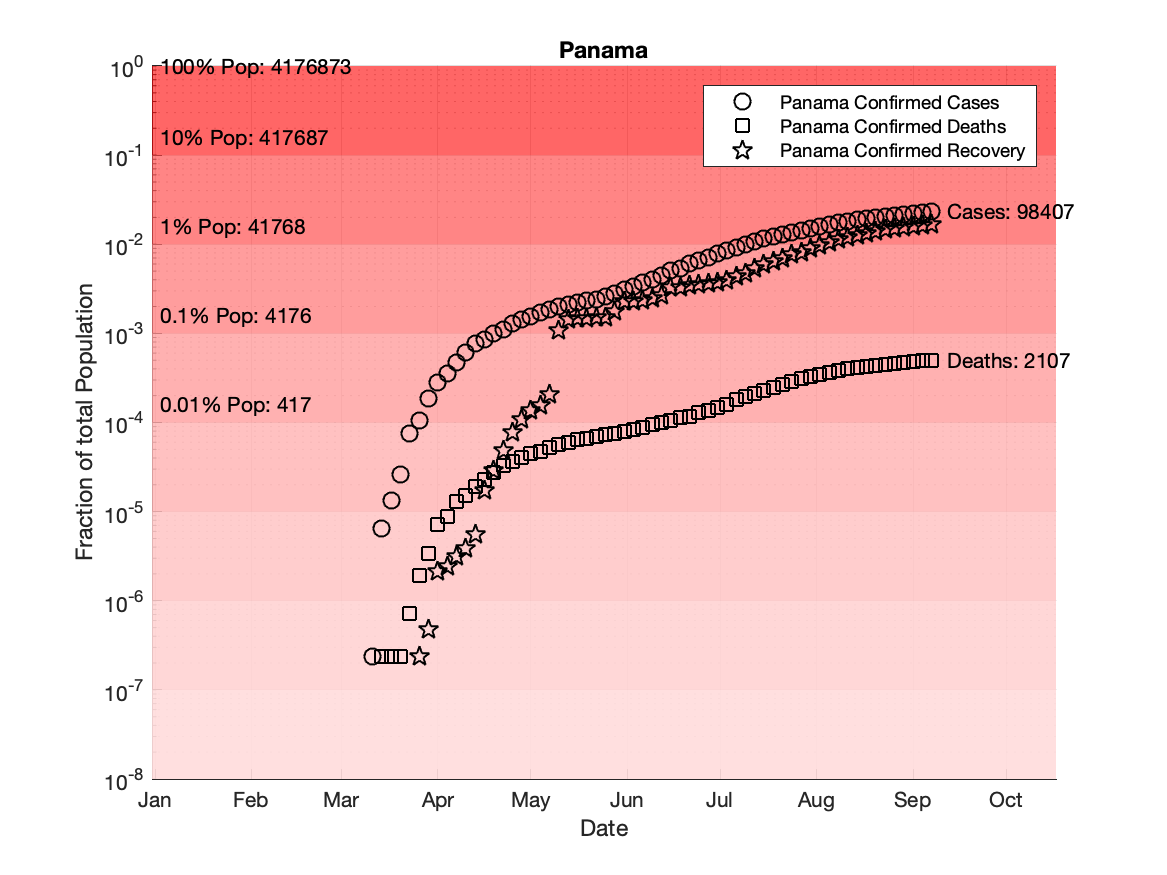 Panama
10^0
100% Pop: 4176873
Panama Confirmed Cases
Panama Confirmed Deaths
Panama Confirmed Recovery
10% Pop: 417687
10^-1
1% Pop: 41768
Cases: 98407
10^-2
0.1% Pop: 4176
10^-3
Deaths: 2107
0.01% Pop: 417
10^-4
10^-5
10^-6
10^-7
10^-8
Fraction of total Population
Jan Feb Mar Apr May Jun Jul Aug Sep Oct
Date